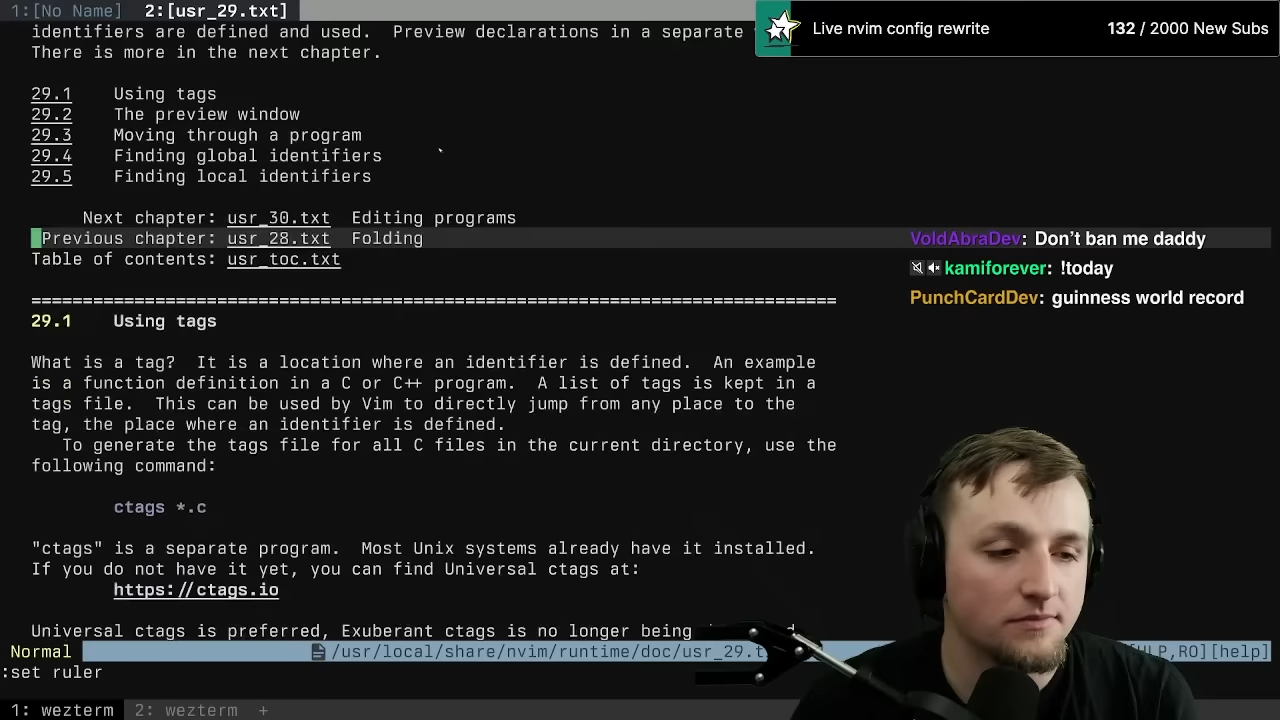 1:[No Name]  2:[usr_29.txt]
identifiers are defined and used.  Preview declarations in a separate
There is more in the next chapter.
Live nvim config rewrite
132 / 2000 New Subs
29.1    Using tags
29.2    The preview window
29.3    Moving through a program
29.4    Finding global identifiers
29.5    Finding local identifiers
Next chapter: usr_30.txt  Editing programs
Previous chapter: usr_28.txt  Folding
Table of contents: usr_toc.txt
VoldAbraDev: Don't ban me daddy
kamiforever: !today
PunchCardDev: guinness world record
==============================================================================
29.1    Using tags
What is a tag?  It is a location where an identifier is defined.  An example
is a function definition in a C or C++ program.  A list of tags is kept in a
tags file.  This can be used by Vim to directly jump from any place to the
tag, the place where an identifier is defined.
To generate the tags file for all C files in the current directory, use the
following command:
ctags *.c
"ctags" is a separate program.  Most Unix systems already have it installed.
If you do not have it yet, you can find Universal ctags at:
https://ctags.io
Universal ctags is preferred, Exuberant ctags is no longer being
Normal
/usr/local/share/nvim/runtime/doc/usr_29.t
HLP,RO][help]
:set ruler
1: wezterm  2: wezterm  +